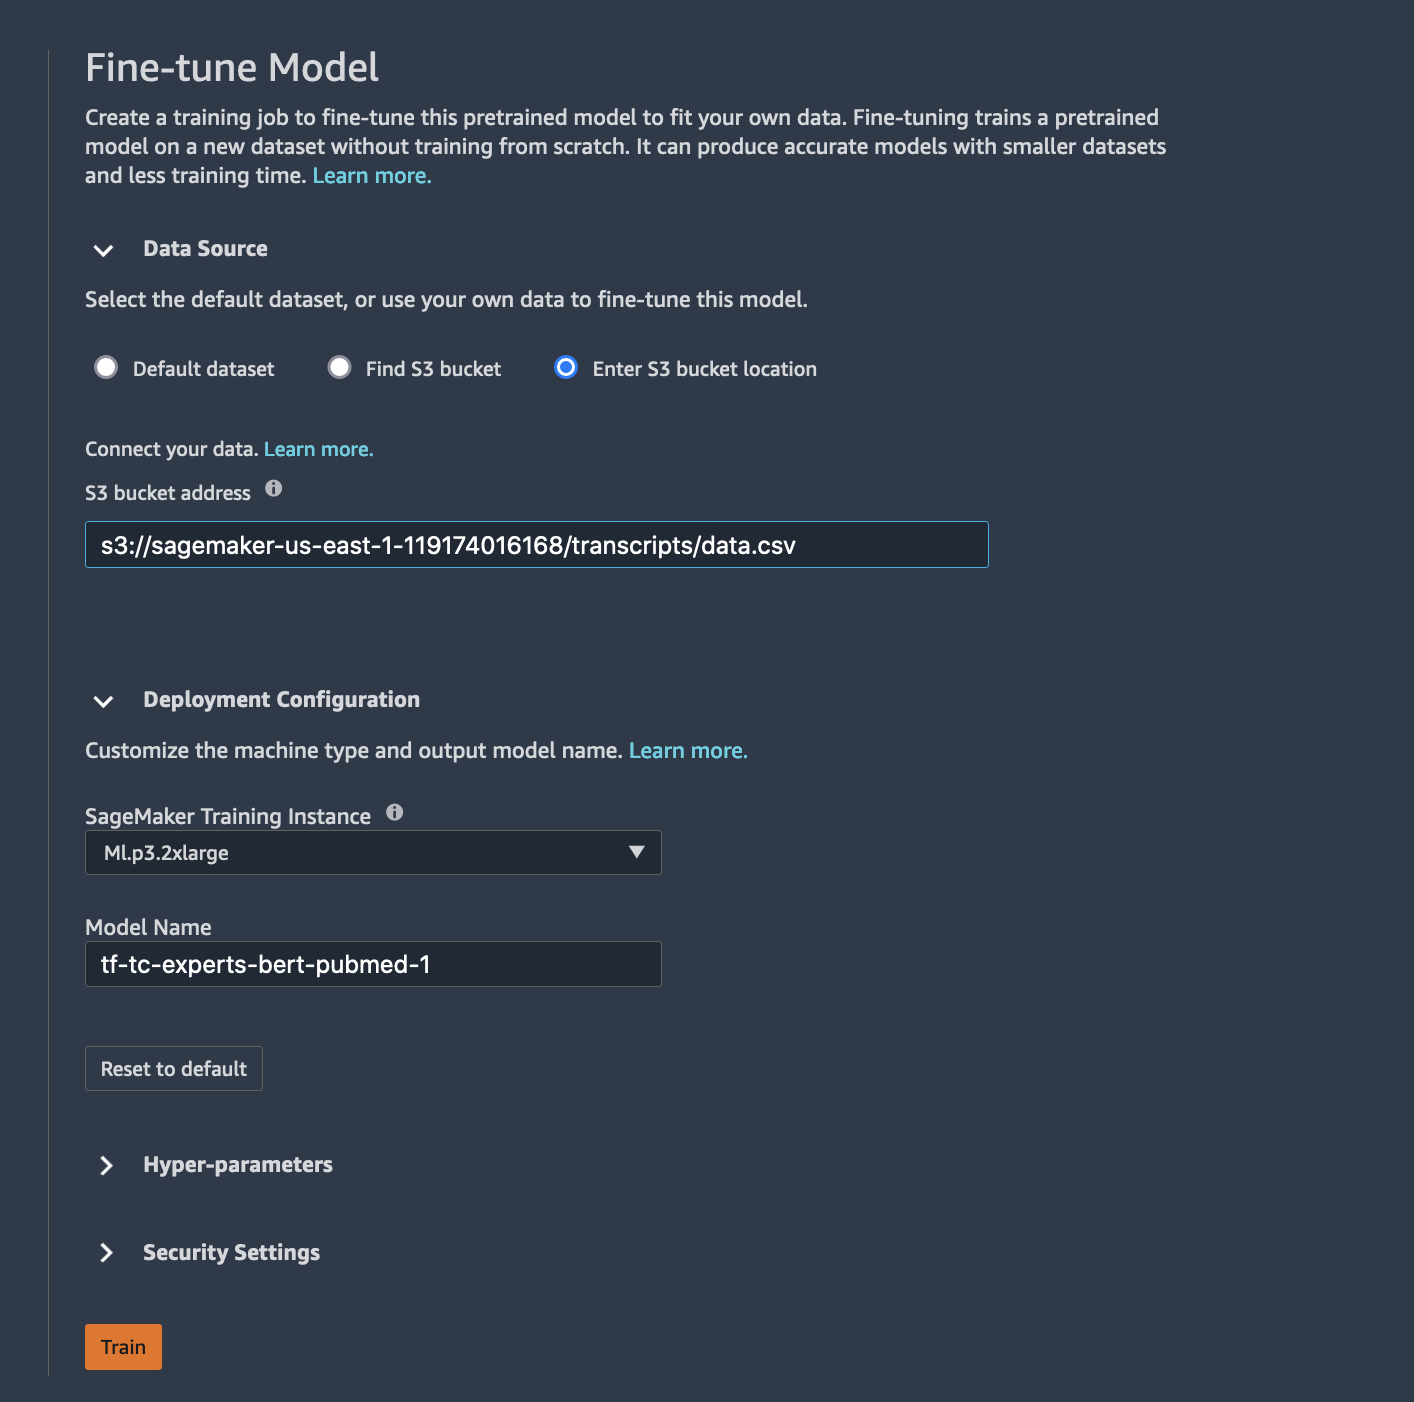 Fine-tune Model
Create a training job to fine-tune this pretrained model to fit your own data. Fine-tuning trains a pretrained
model on a new dataset without training from scratch. It can produce accurate models with smaller datasets
and less training time. Learn more.
Data Source
Select the default dataset, or use your own data to fine-tune this model.
Default dataset Find S3 bucket Enter S3 bucket location
Connect your data. Learn more.
S3 bucket address
s3://sagemaker-us-east-1-119174016168/transcripts/data.csv
Deployment Configuration
Customize the machine type and output model name. Learn more.
SageMaker Training Instance
Ml.p3.2xlarge
Model Name
tf-tc-experts-bert-pubmed-1
Reset to default
Hyper-parameters
Security Settings
Train